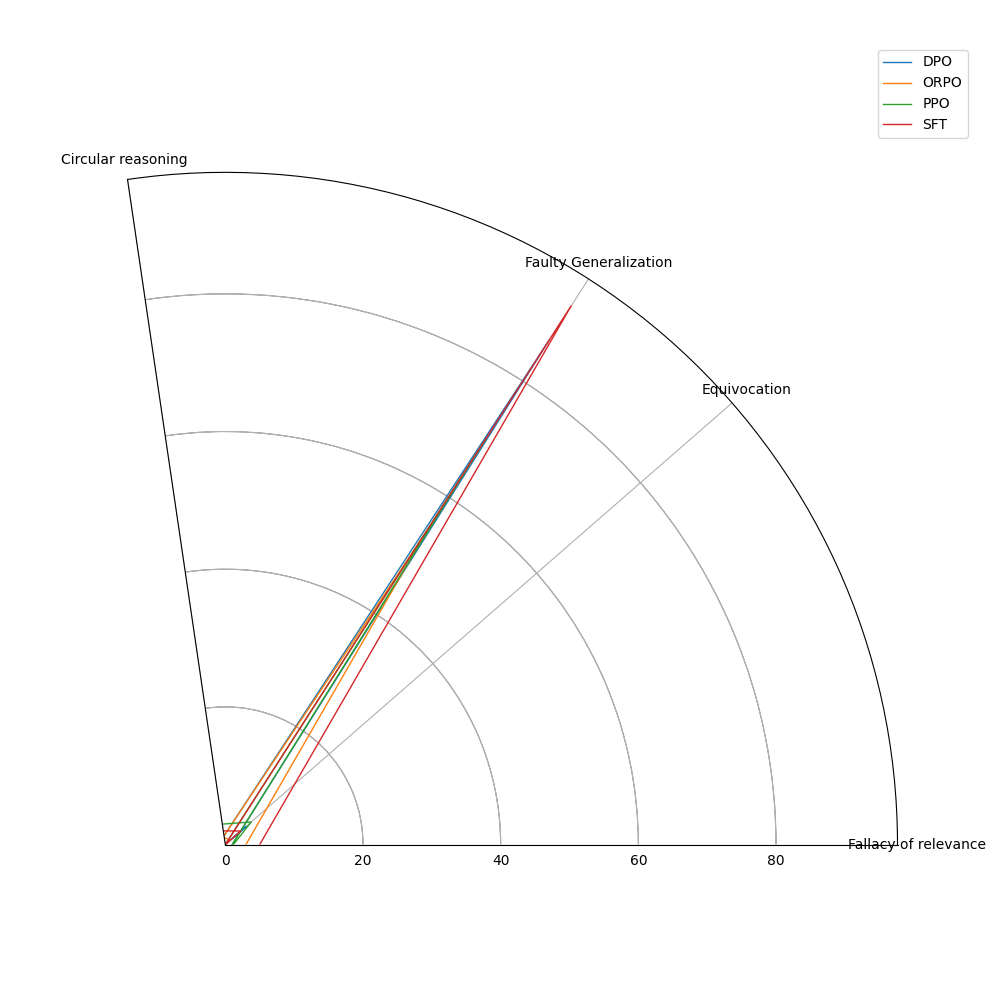 DPO
ORPO
PPO
SFT
Circular reasoning
Faulty Generalization
Equivocation
Fallacy of relevance
0 20 40 60 80